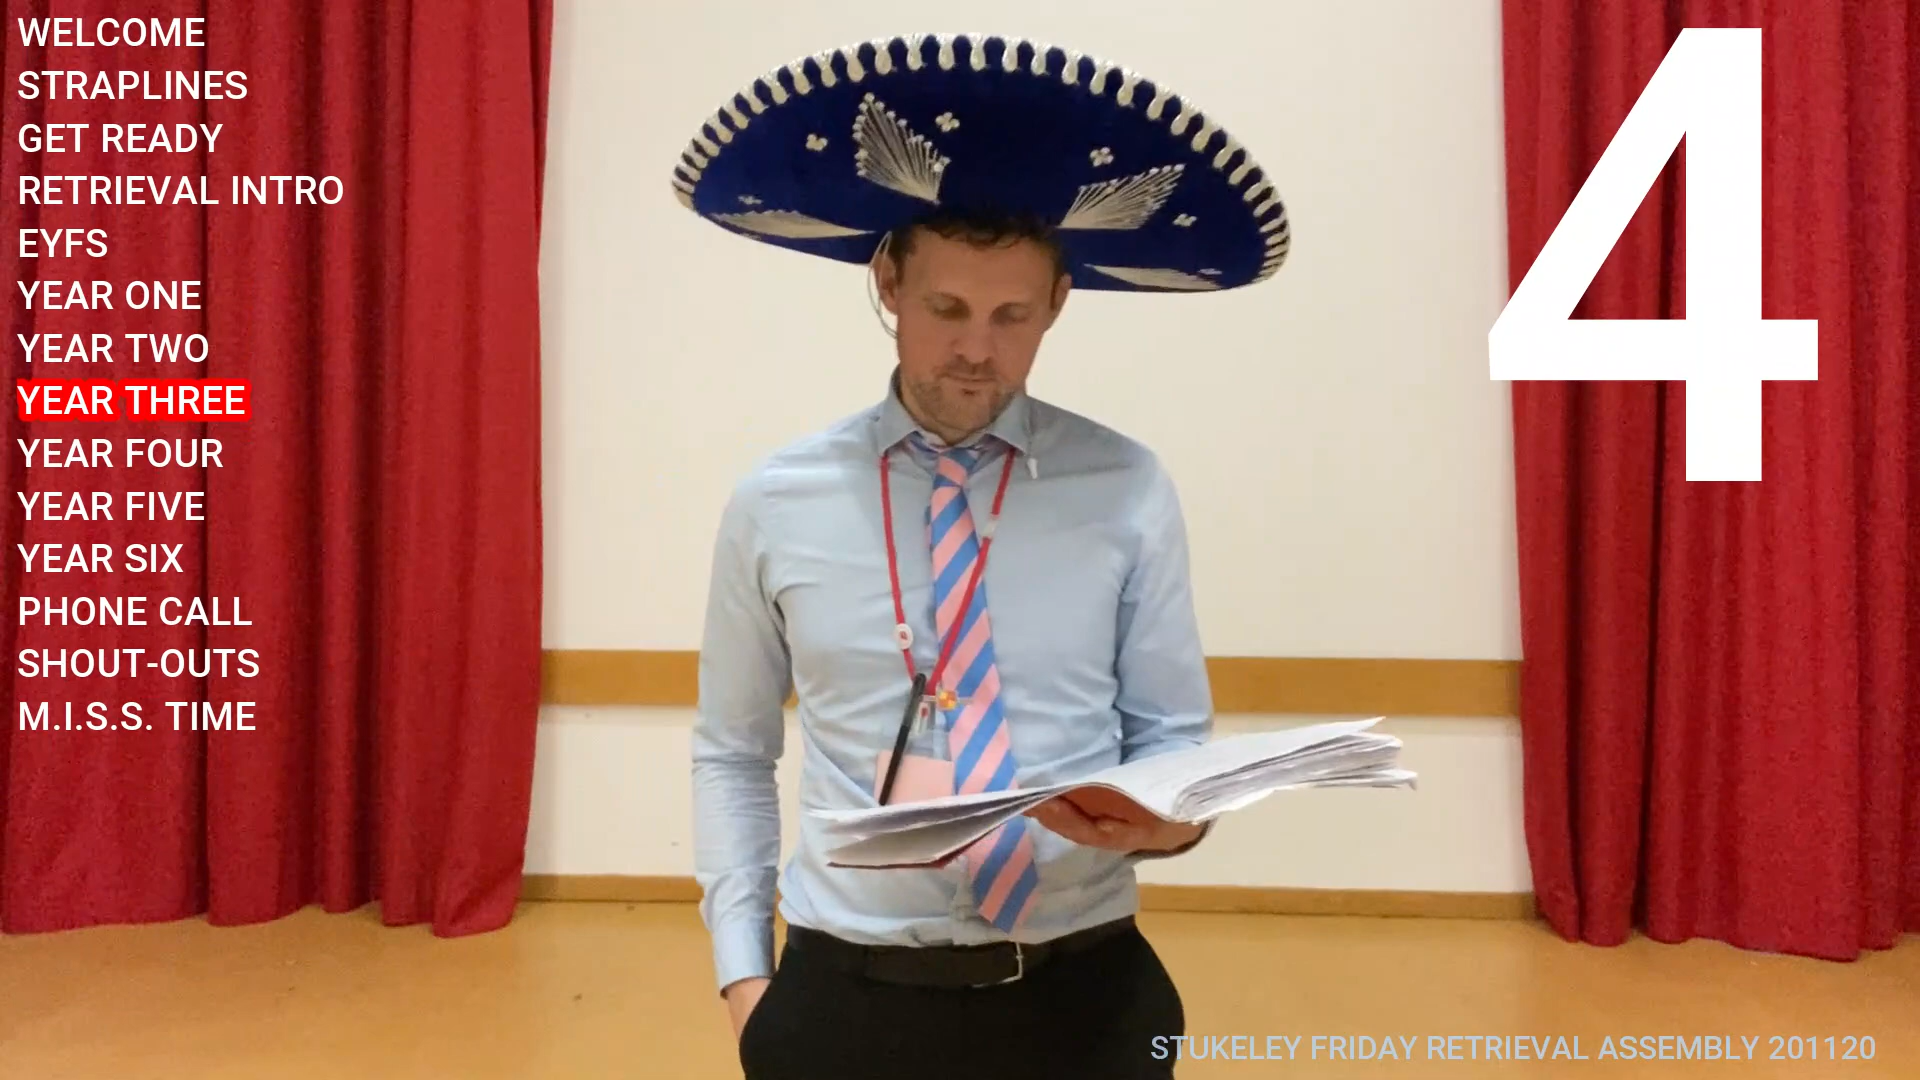 WELCOME
STRAPLINES
GET READY
RETRIEVAL INTRO
EYFS
YEAR ONE
YEAR TWO
YEAR THREE
YEAR FOUR
YEAR FIVE
YEAR SIX
PHONE CALL
SHOUT-OUTS
M.I.S.S. TIME
4
STUKELEY FRIDAY RETRIEVAL ASSEMBLY 201120